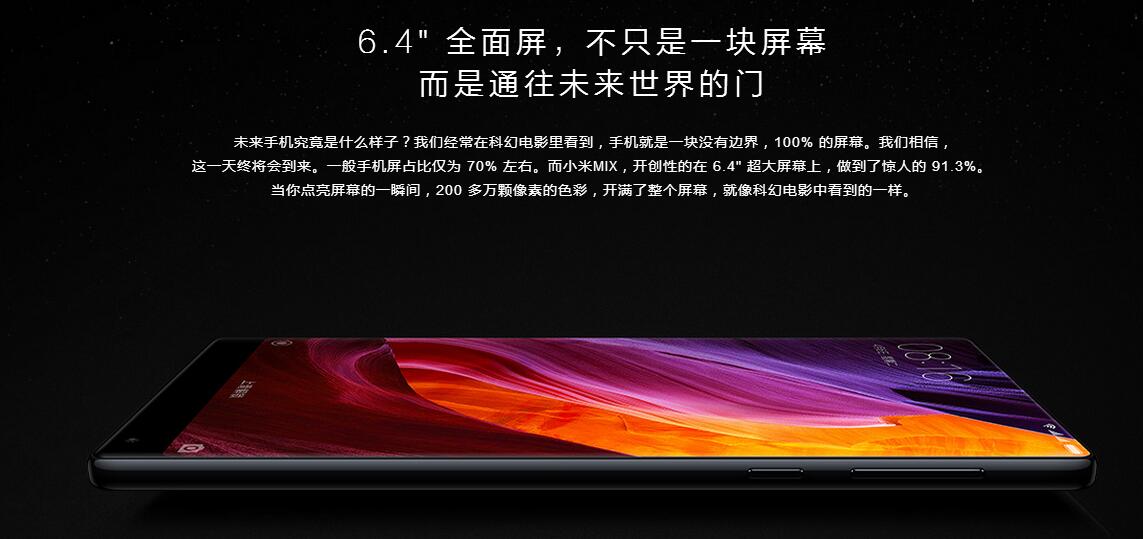 6.4" 全面屏，不只是一块屏幕
而是通往未来世界的门
未来手机究竟是什么样子？我们经常在科幻电影里看到，手机就是一块没有边界，100% 的屏幕。我们相信，
这一天终将会到来。一般手机屏占比仅为 70% 左右。而小米MIX，开创性的在 6.4" 超大屏幕上，做到了惊人的 91.3%。
当你点亮屏幕的一瞬间，200 多万颗像素的色彩，开满了整个屏幕，就像科幻电影中看到的一样。
08:16